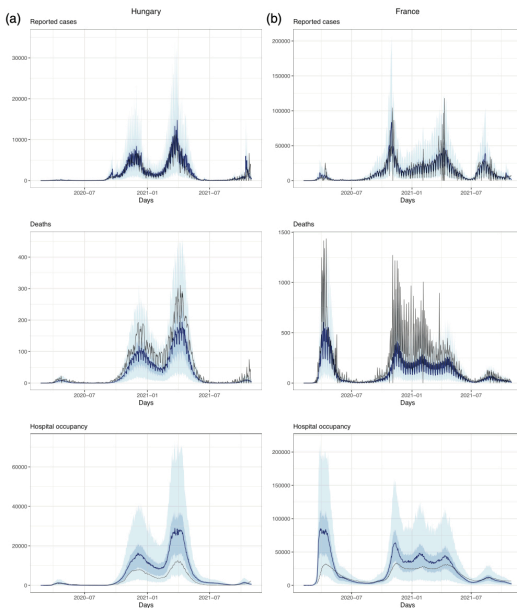 (a)
Hungary
Reported cases
30000
20000
10000
0
2020−07
2021−01
2021−07
Days
Deaths
400
300
200
100
0
2020−07
2021−01
2021−07
Days
Hospital occupancy
60000
40000
20000
0
2020−07
2021−01
2021−07
Days
(b)
France
Reported cases
200000
150000
100000
50000
0
2020−07
2021−01
2021−07
Days
Deaths
1500
1000
500
0
2020−07
2021−01
2021−07
Days
Hospital occupancy
200000
150000
100000
50000
0
2020−07
2021−01
2021−07
Days